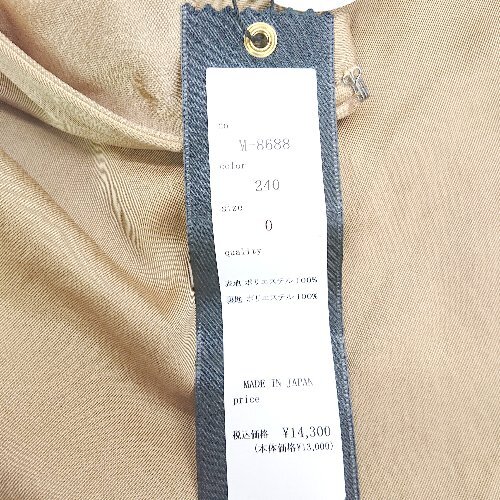 no
M-8688
color
240
size
0
quality
表地 ポリエステル100%
裏地 ポリエステル100%
MADE IN JAPAN
price
税込価格 ¥14,300
(本体価格¥13,000)